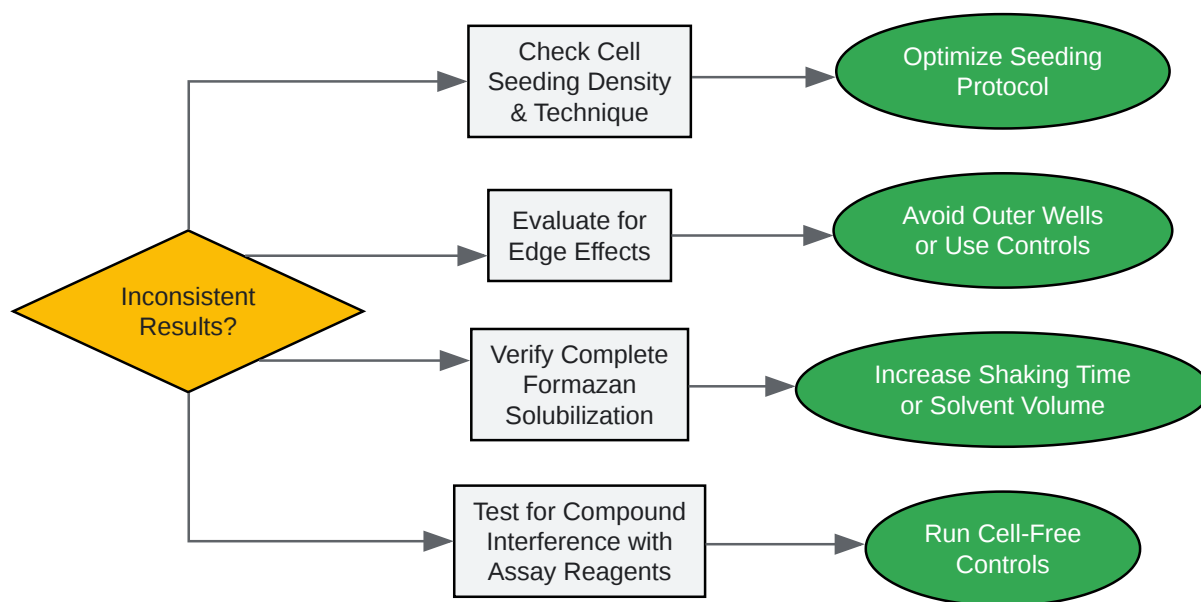 Inconsistent
Results?
Check Cell
Seeding Density
& Technique
Optimize Seeding
Protocol
Evaluate for
Edge Effects
Avoid Outer Wells
or Use Controls
Verify Complete
Formazan
Solubilization
Increase Shaking Time
or Solvent Volume
Test for Compound
Interference with
Assay Reagents
Run Cell-Free
Controls